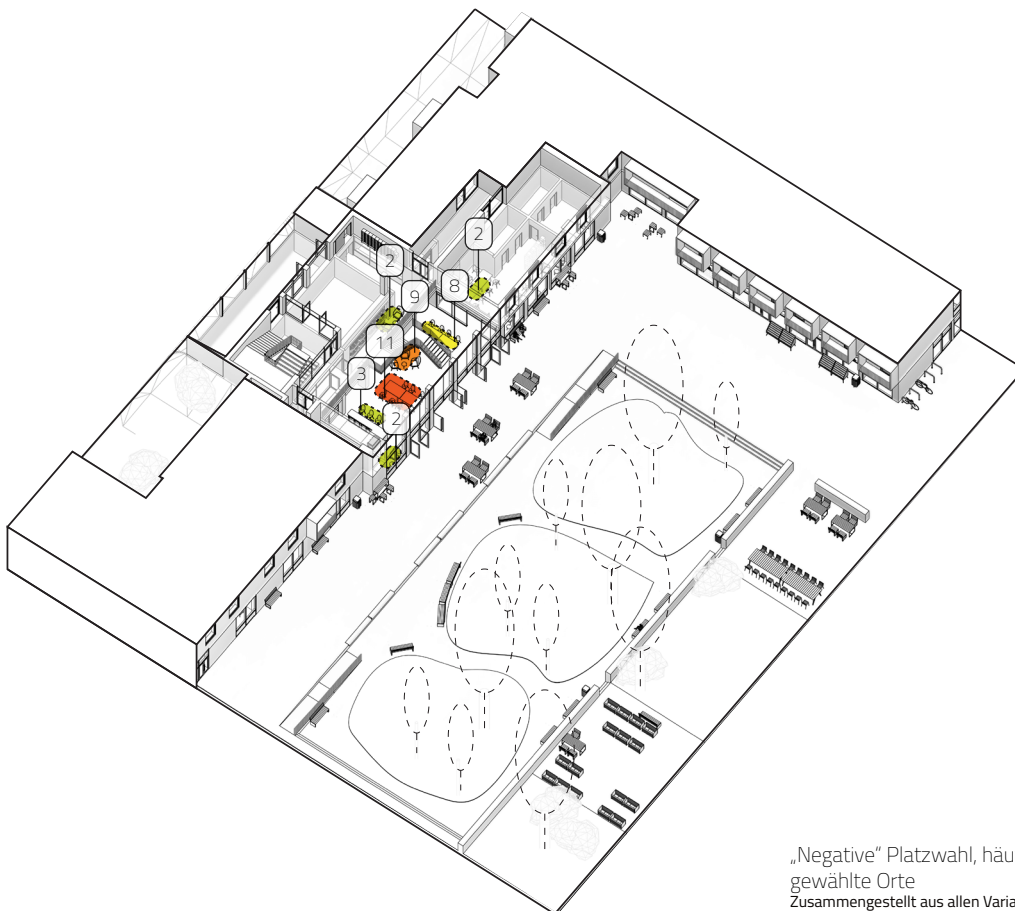 2
2
9
8
11
3
2
„Negative“ Platzwahl, häu
gewählte Orte
Zusammengestellt aus allen Varia